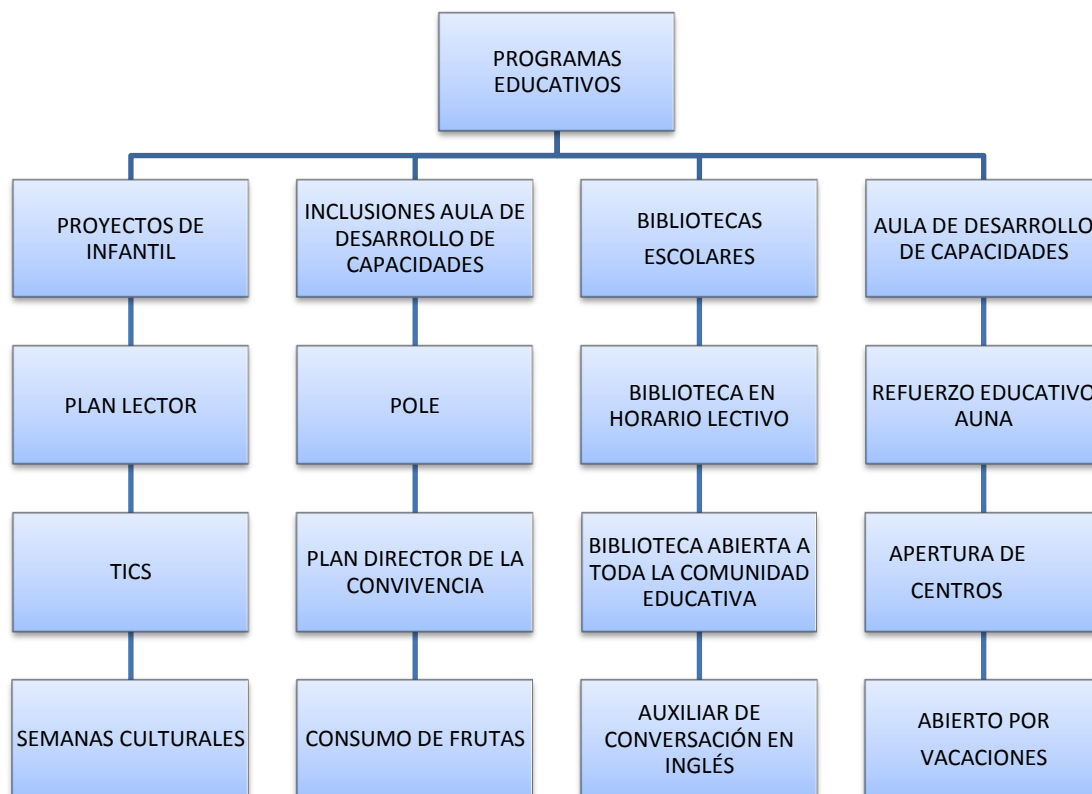 PROGRAMAS
EDUCATIVOS
PROYECTOS DE
INFANTIL
INCLUSIONES AULA DE
DESARROLLO DE
CAPACIDADES
BIBLIOTECAS
ESCOLARES
AULA DE DESARROLLO
DE CAPACIDADES
PLAN LECTOR
POLE
BIBLIOTECA EN
HORARIO LECTIVO
REFUERZO EDUCATIVO
AUNA
TICS
PLAN DIRECTOR DE LA
CONVIVENCIA
BIBLIOTECA ABIERTA A
TODA LA COMUNIDAD
EDUCATIVA
APERTURA DE
CENTROS
SEMANAS CULTURALES
CONSUMO DE FRUTAS
AUXILIAR DE
CONVERSACIÓN EN
INGLÉS
ABIERTO POR
VACACIONES